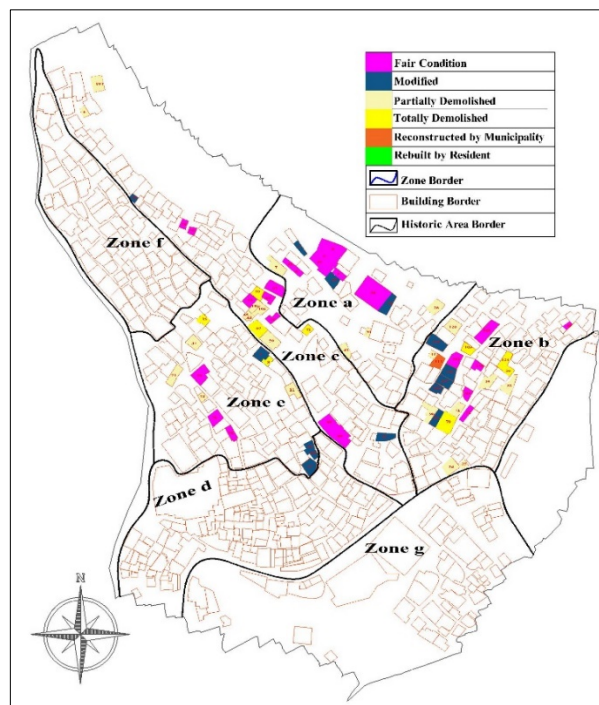 Fair Condition
Modified
Partially Demolished
Totally Demolished
Reconstructed by Municipality
Rebuilt by Resident
Zone Border
Building Border
Historic Area Border
Zone f
Zone a
Zone b
Zone c
Zone e
Zone d
Zone g
N